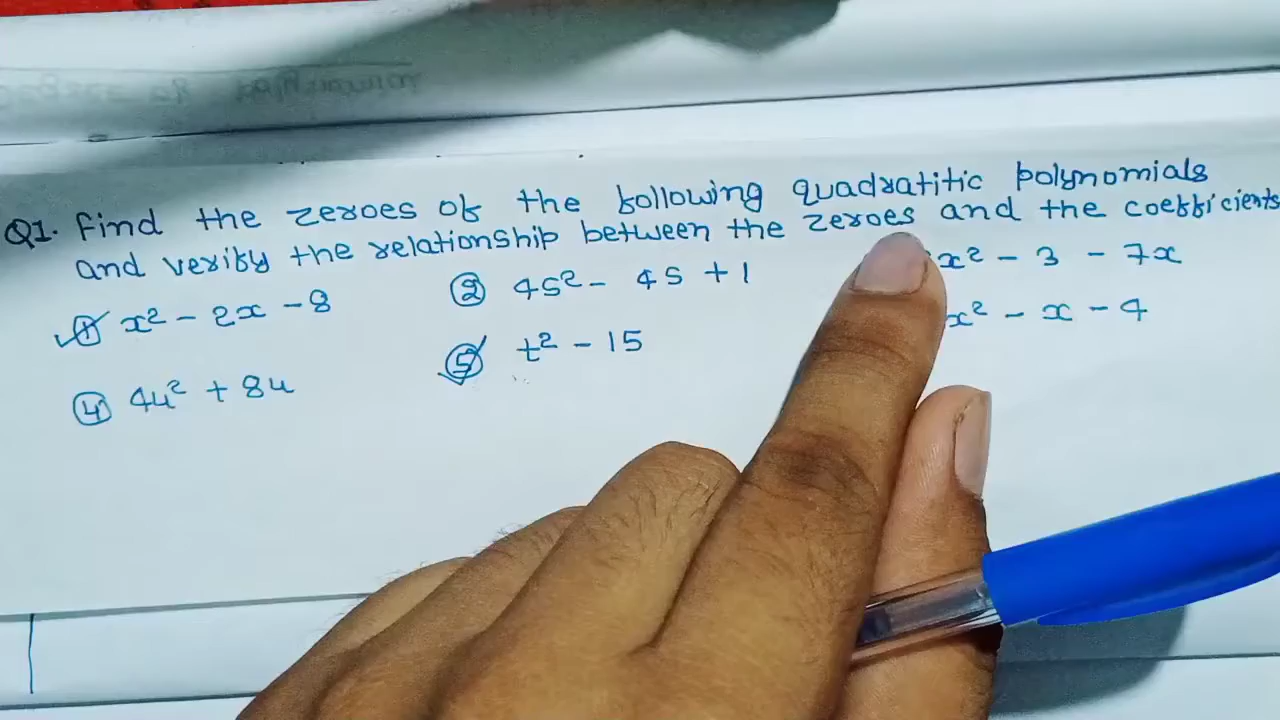 Q1. Find the zeroes of the following quadratitic polynomials
and verify the relationship between the zeroes and the coefficients
① x² - 2x - 8 ② 4s² - 4s + 1 x² - 3 - 7x
④ 4u² + 8u ⑤ t² - 15 x² - x - 4